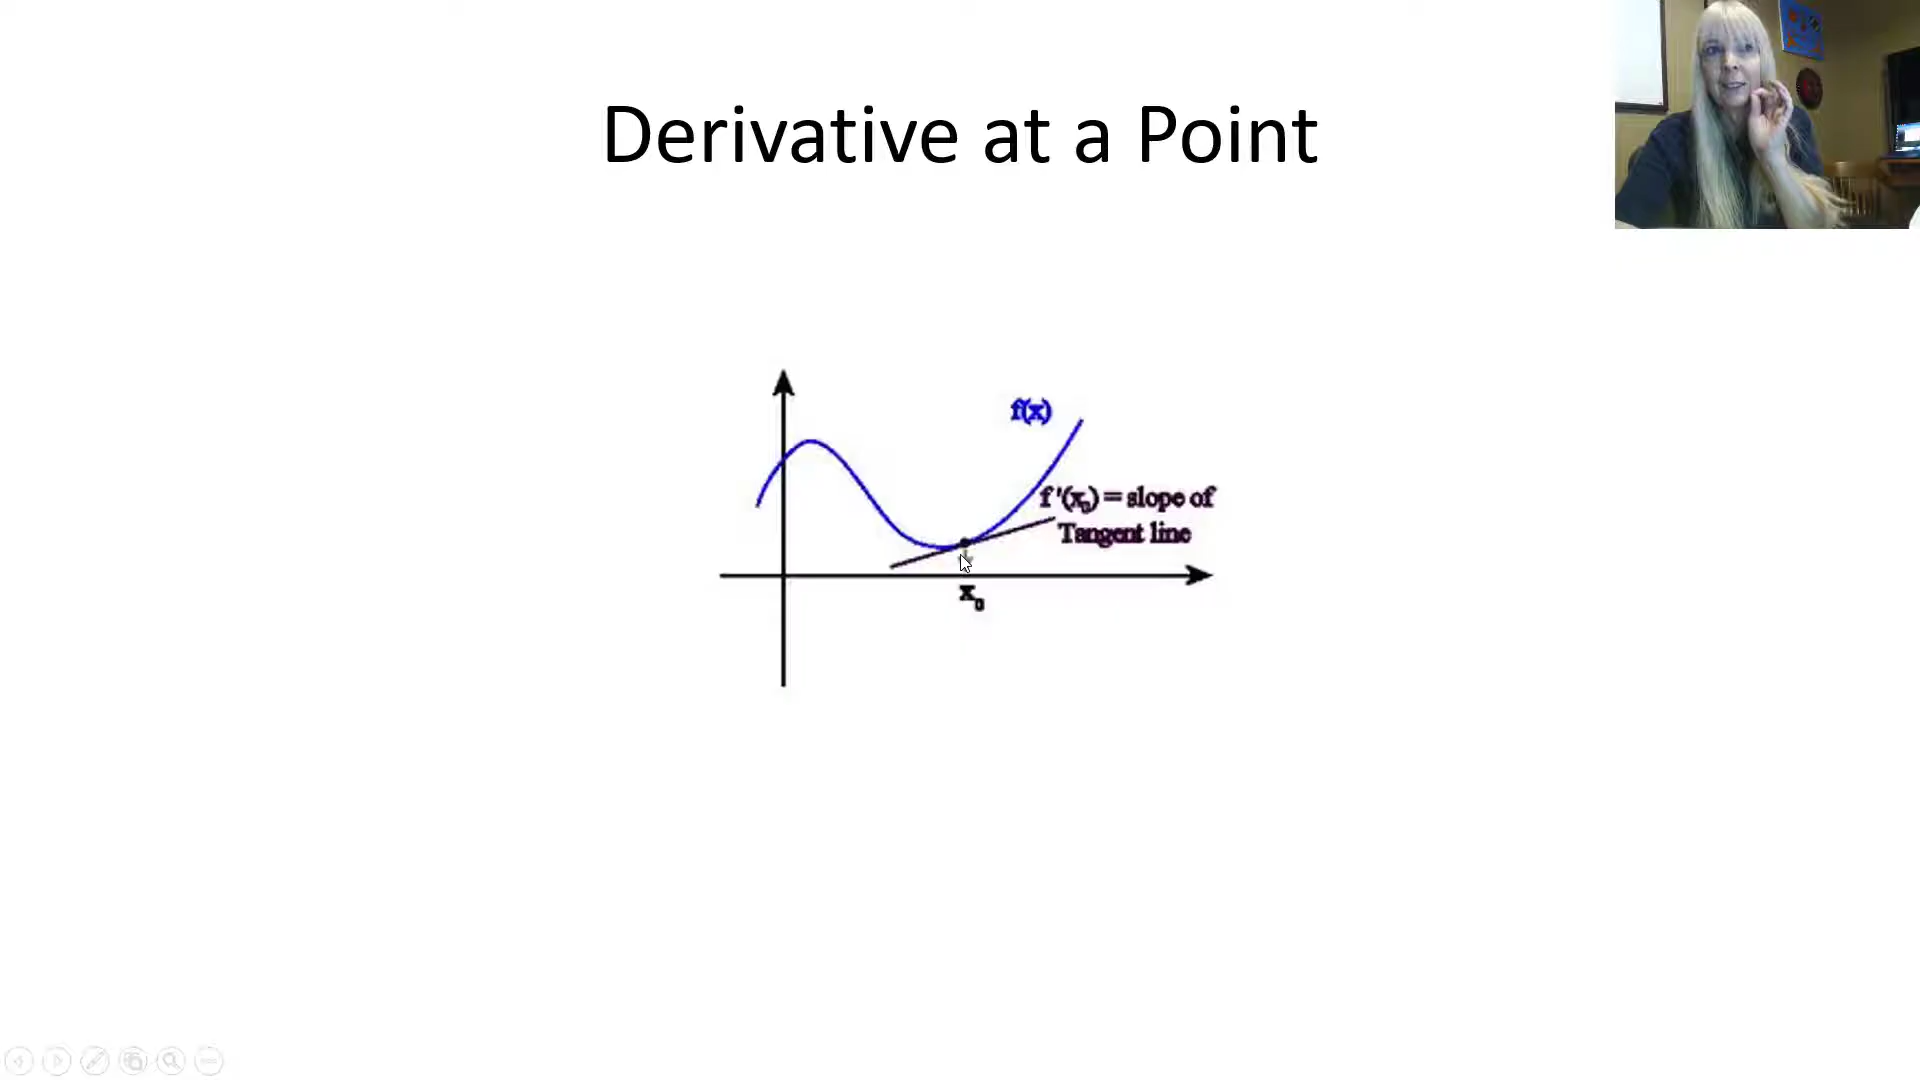 Derivative at a Point
f(x)
f '(x₀) = slope of
Tangent line
x₀